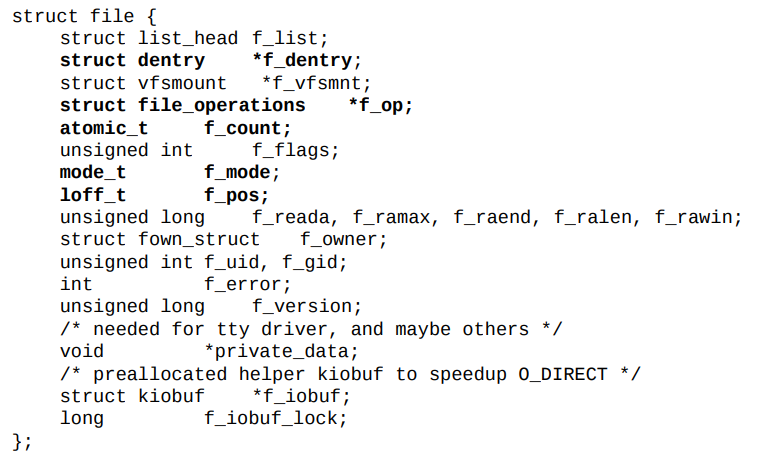 struct file {
    struct list_head f_list;
    struct dentry    *f_dentry;
    struct vfsmount   *f_vfsmnt;
    struct file_operations    *f_op;
    atomic_t     f_count;
    unsigned int     f_flags;
    mode_t       f_mode;
    loff_t       f_pos;
    unsigned long    f_reada, f_ramax, f_raend, f_ralen, f_rawin;
    struct fown_struct    f_owner;
    unsigned int f_uid, f_gid;
    int          f_error;
    unsigned long    f_version;
    /* needed for tty driver, and maybe others */
    void         *private_data;
    /* preallocated helper kiobuf to speedup O_DIRECT */
    struct kiobuf    *f_iobuf;
    long         f_iobuf_lock;
};